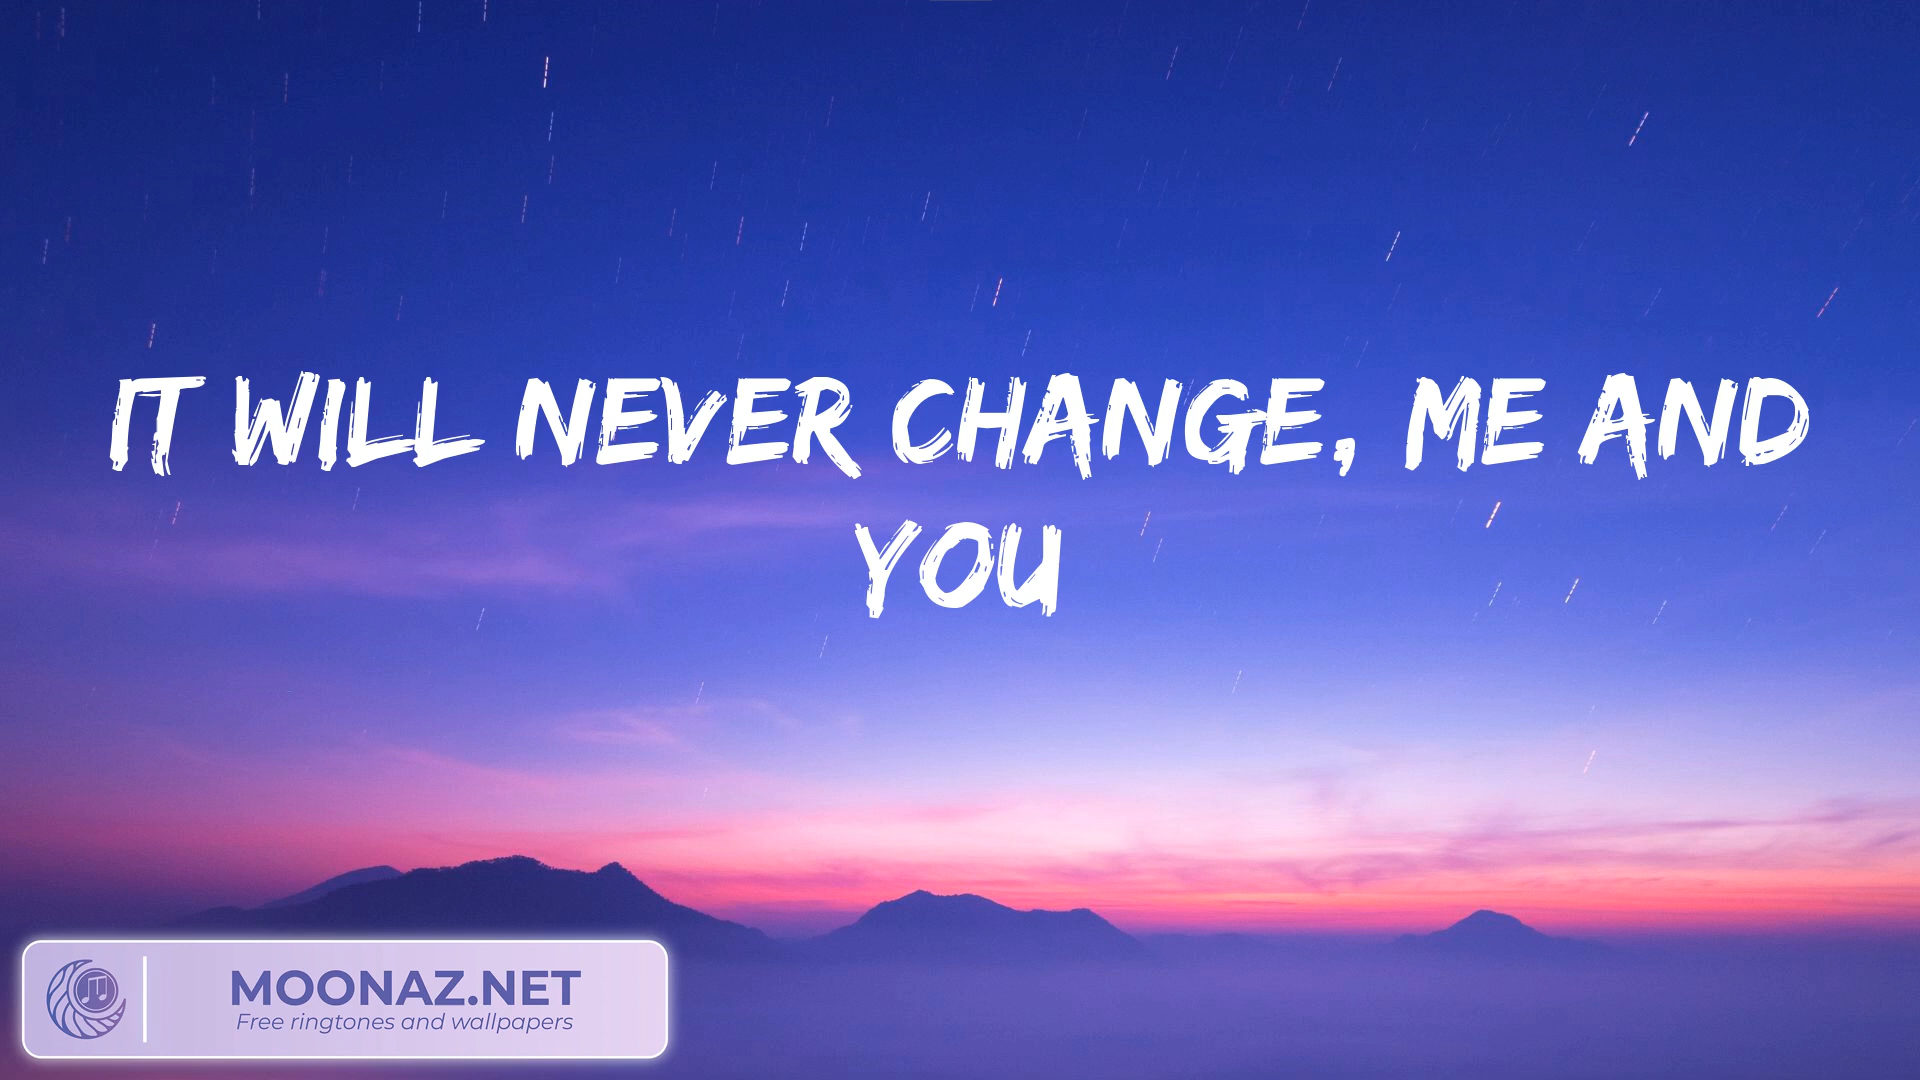 IT WILL NEVER CHANGE, ME AND
YOU
MOONAZ.NET
Free ringtones and wallpapers